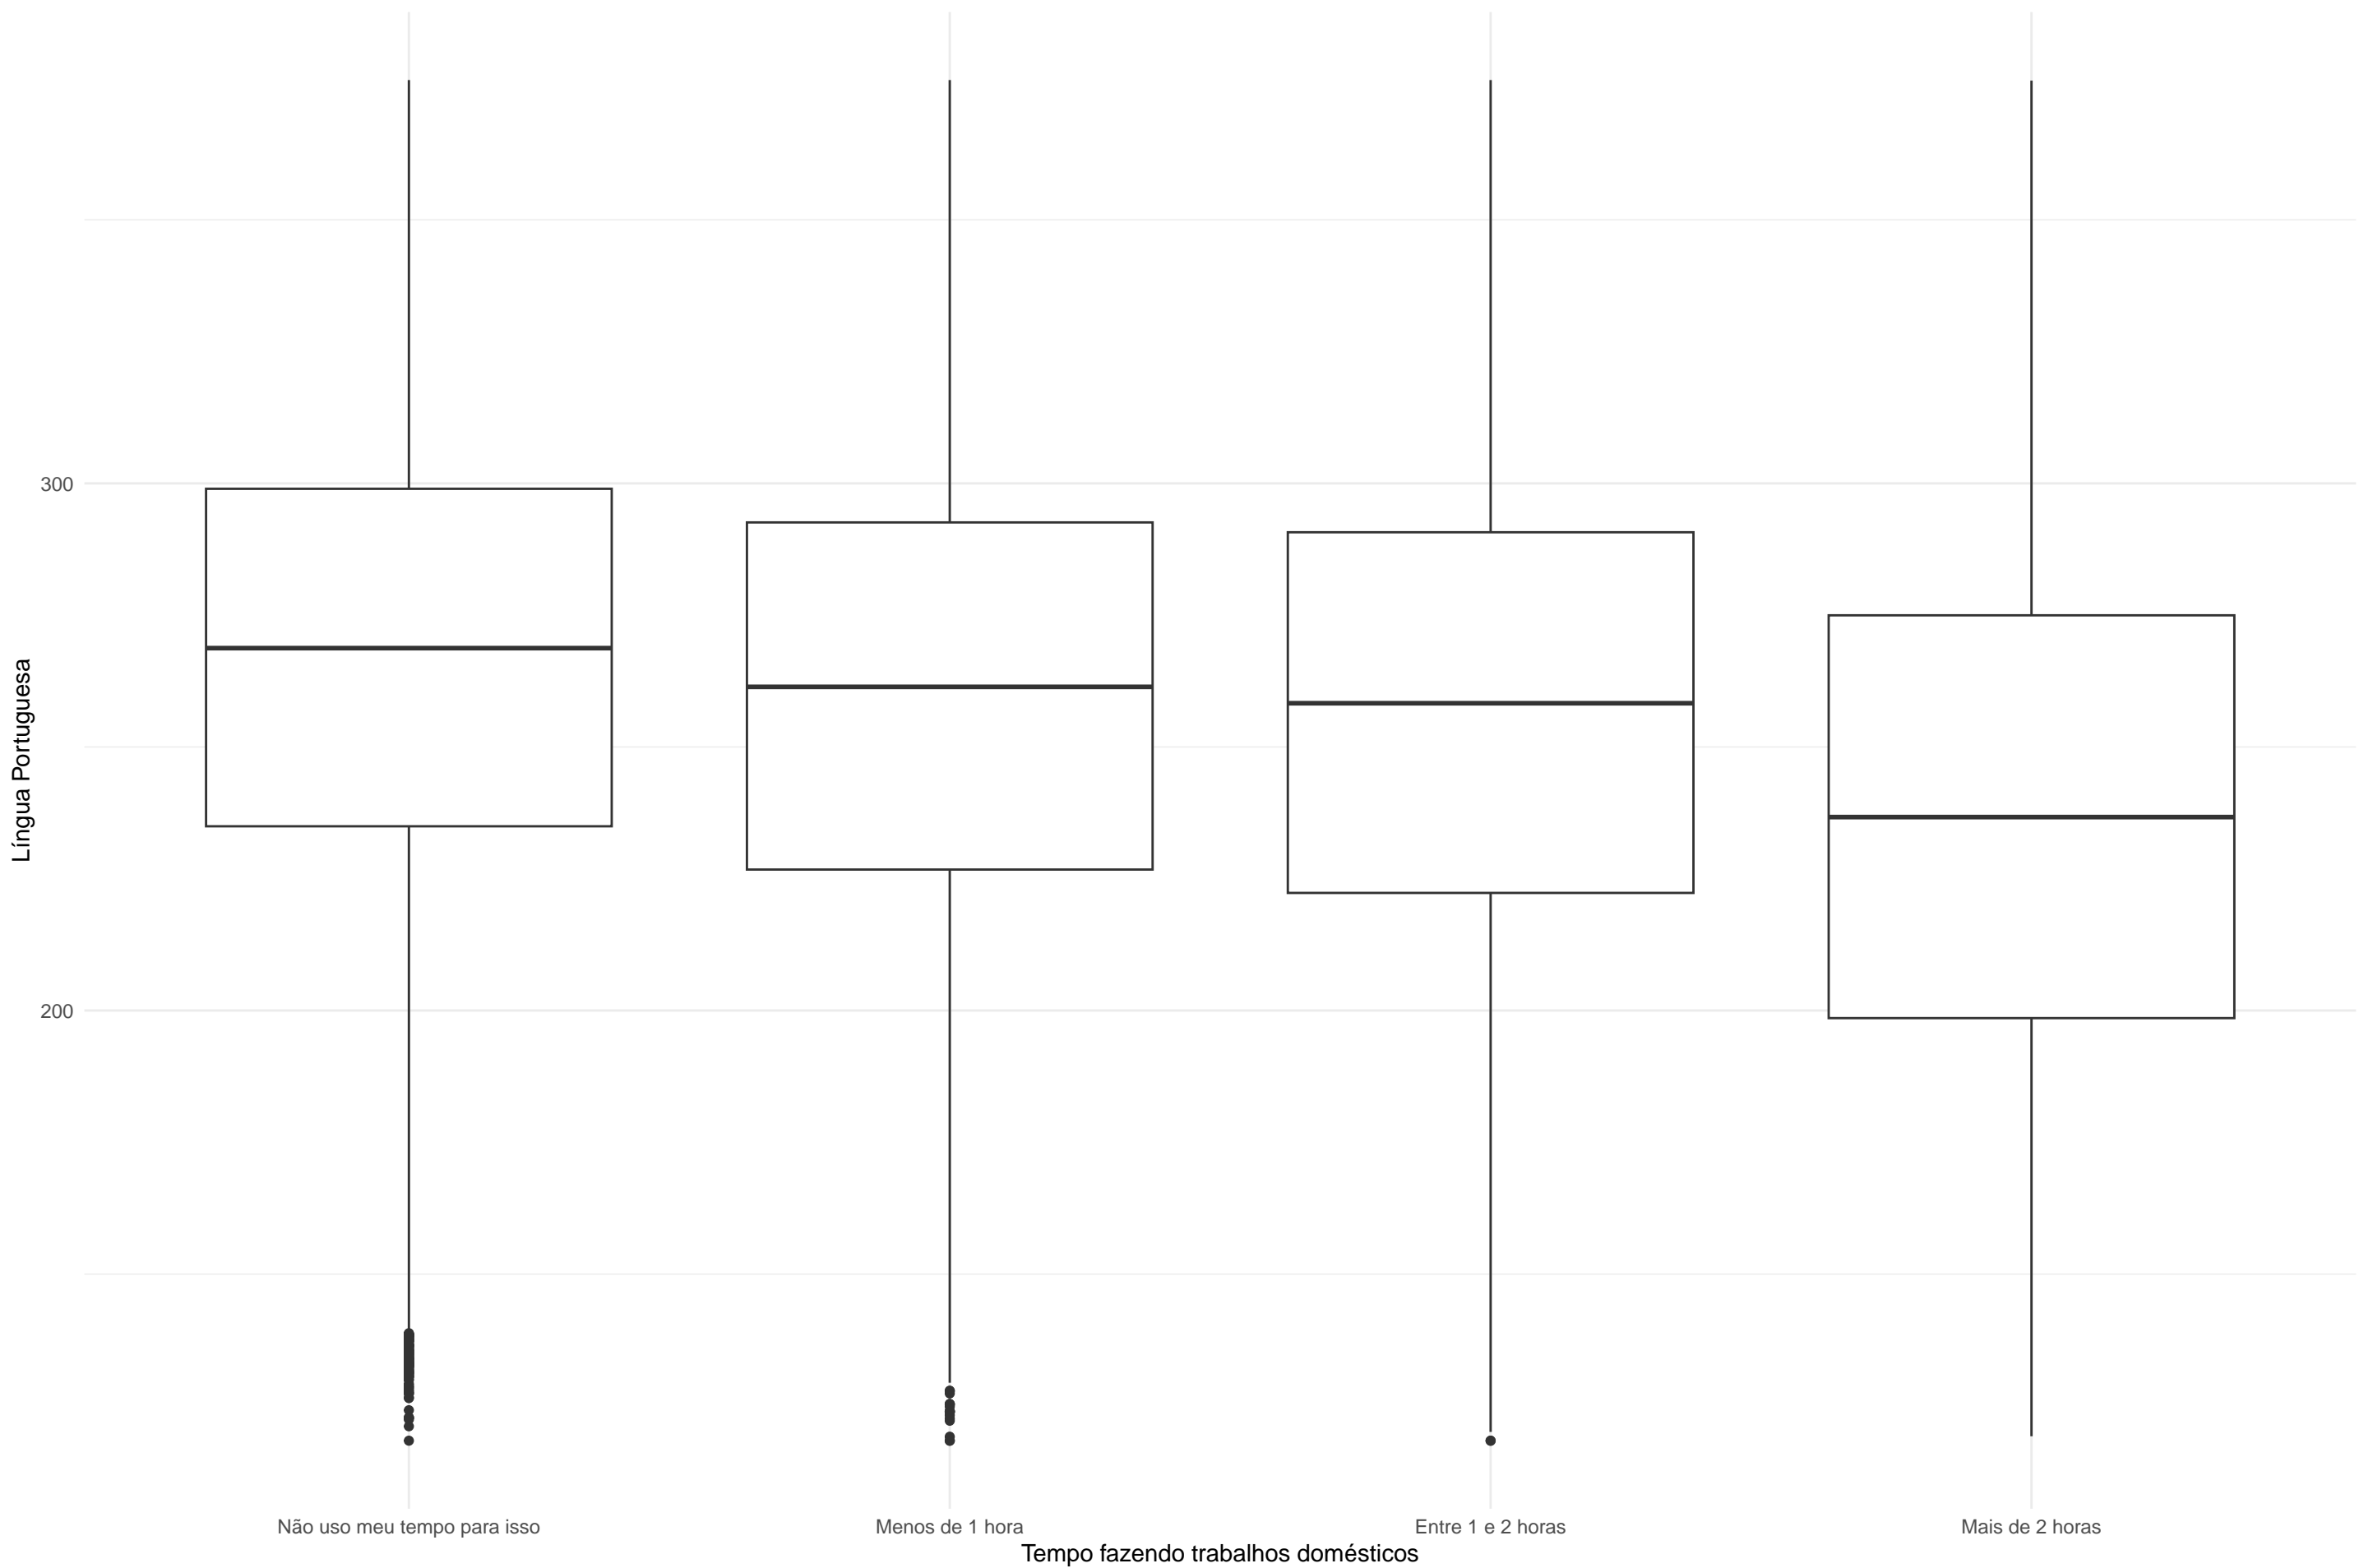 Língua Portuguesa
300
200
Não uso meu tempo para isso
Menos de 1 hora
Entre 1 e 2 horas
Mais de 2 horas
Tempo fazendo trabalhos domésticos